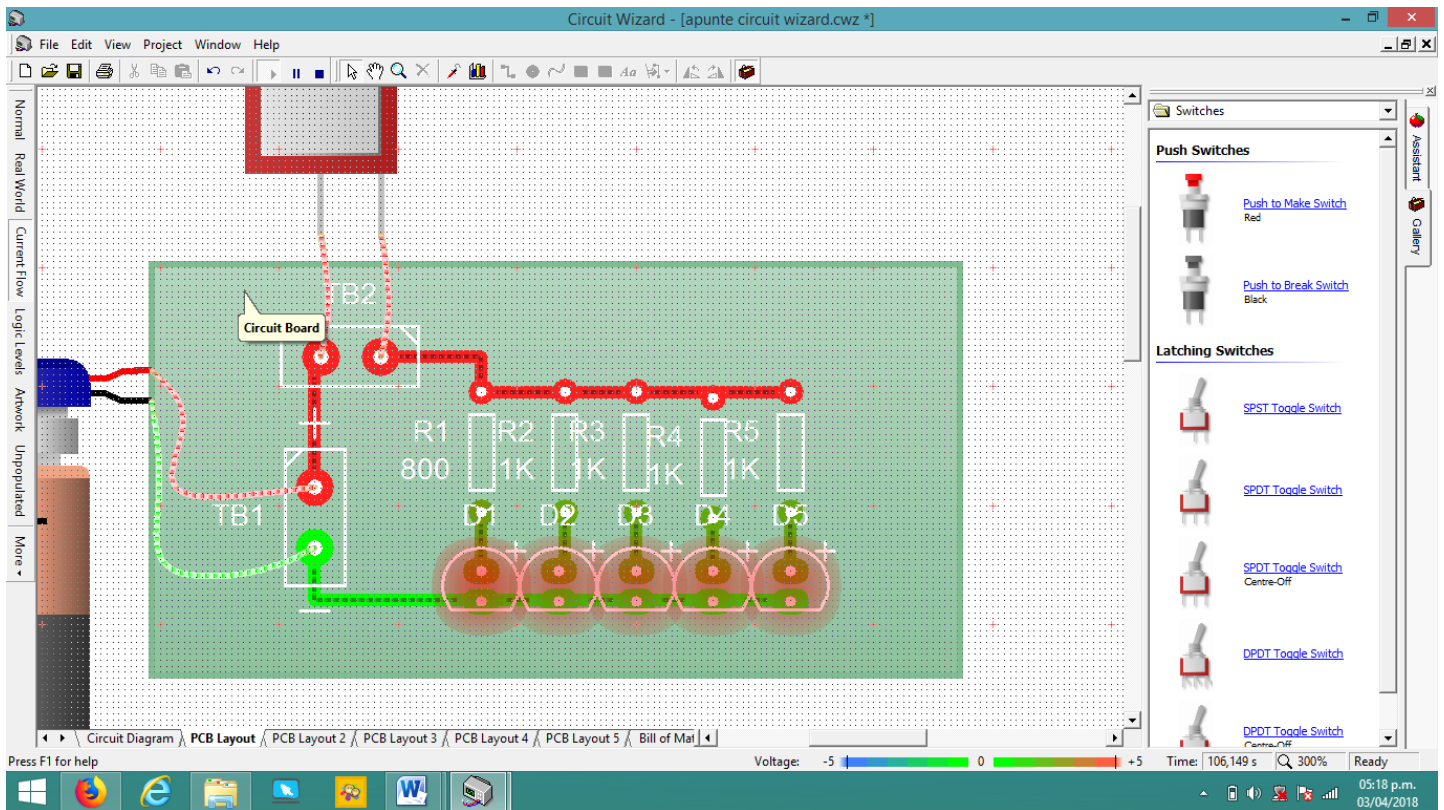 Circuit Wizard - [apunte circuit wizard.cwz *]
File Edit View Project Window Help
Aa
Normal
Real World
Current Flow
Logic Levels
Artwork
Unpopulated
More
TB2
Circuit Board
R1 R2 R3 R4 R5
800 1K 1K 1K 1K
TB1
D1 D2 D3 D4 D5
Switches
Push Switches
Push to Make Switch
Red
Push to Break Switch
Black
Latching Switches
SPST Toggle Switch
SPDT Toggle Switch
SPDT Toggle Switch
Centre-Off
DPDT Toggle Switch
DPDT Toggle Switch
Centre-Off
Assistant
Gallery
Circuit Diagram PCB Layout PCB Layout 2 PCB Layout 3 PCB Layout 4 PCB Layout 5 Bill of Mat
Press F1 for help Voltage: -5 0 +5 Time: 106,149 s 300% Ready
05:18 p.m.
03/04/2018